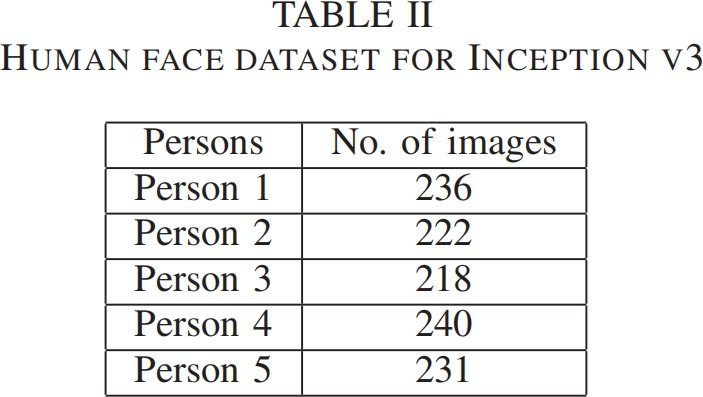 TABLE II
HUMAN FACE DATASET FOR INCEPTION V3
Persons No. of images
Person 1 236
Person 2 222
Person 3 218
Person 4 240
Person 5 231